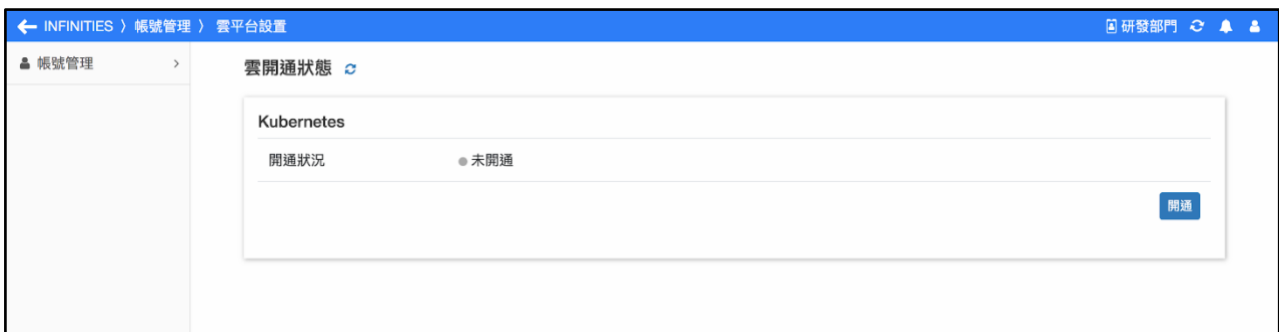 INFINITIES 〉 帳號管理 〉 雲平台設置
研發部門
帳號管理
雲開通狀態
Kubernetes
開通狀況 未開通
開通